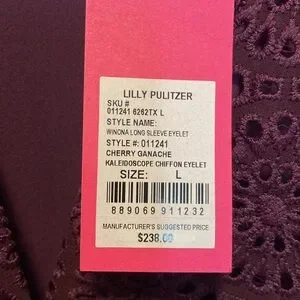 LILLY PULITZER
SKU #
011241 6262TX L
STYLE NAME:
WINONA LONG SLEEVE EYELET
STYLE #: 011241
CHERRY GANACHE
KALEIDOSCOPE CHIFFON EYELET
SIZE: L
889069 911232
MANUFACTURER'S SUGGESTED PRICE
$238.00